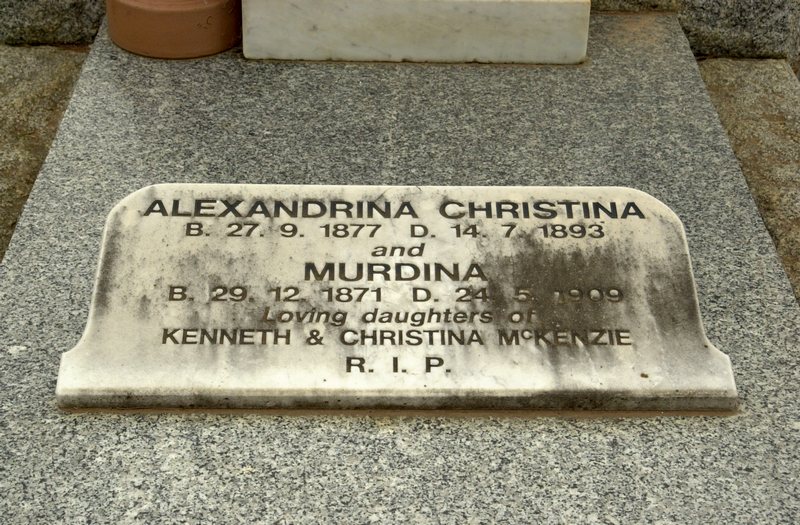 ALEXANDRINA CHRISTINA
B. 27. 9. 1877 D. 14. 7. 1893
and
MURDINA
B. 29. 12. 1871 D. 24. 5. 1909
Loving daughters of
KENNETH & CHRISTINA McKENZIE
R. I. P.